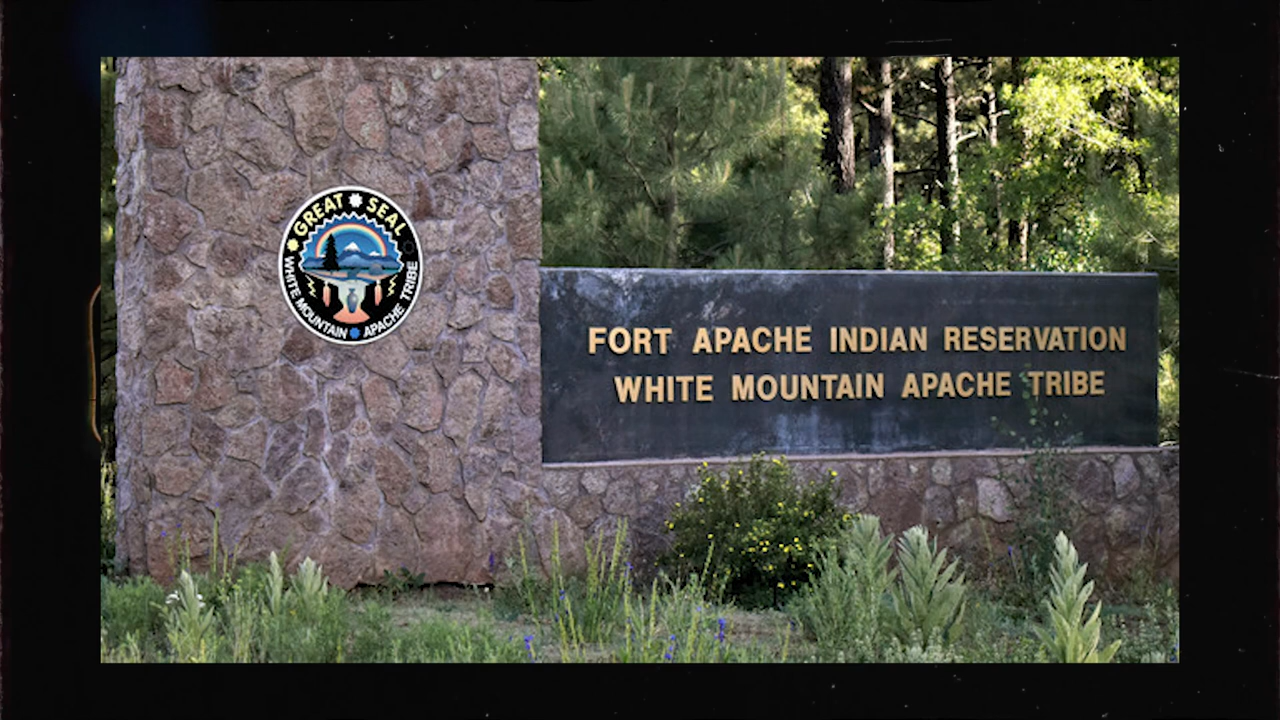 GREAT SEAL
WHITE MOUNTAIN APACHE TRIBE
FORT APACHE INDIAN RESERVATION
WHITE MOUNTAIN APACHE TRIBE